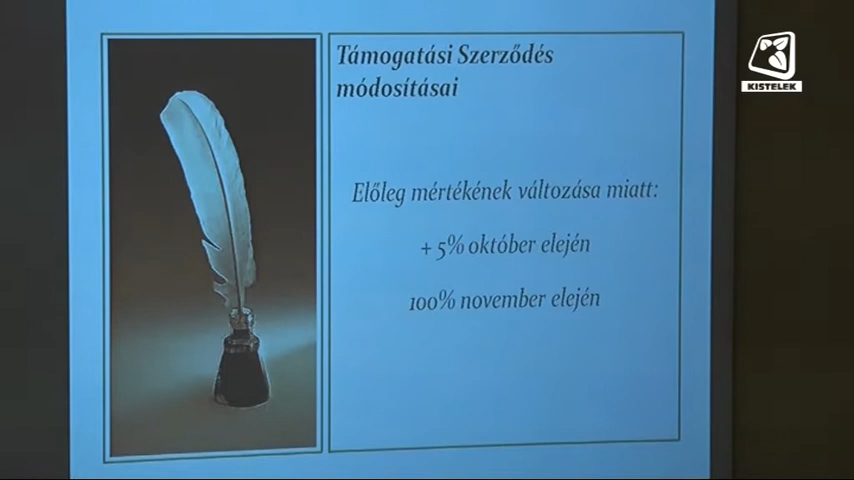 Támogatási Szerződés
módosításai
Előleg mértékének változása miatt:
+ 5% október elején
100% november elején
KISTELEK